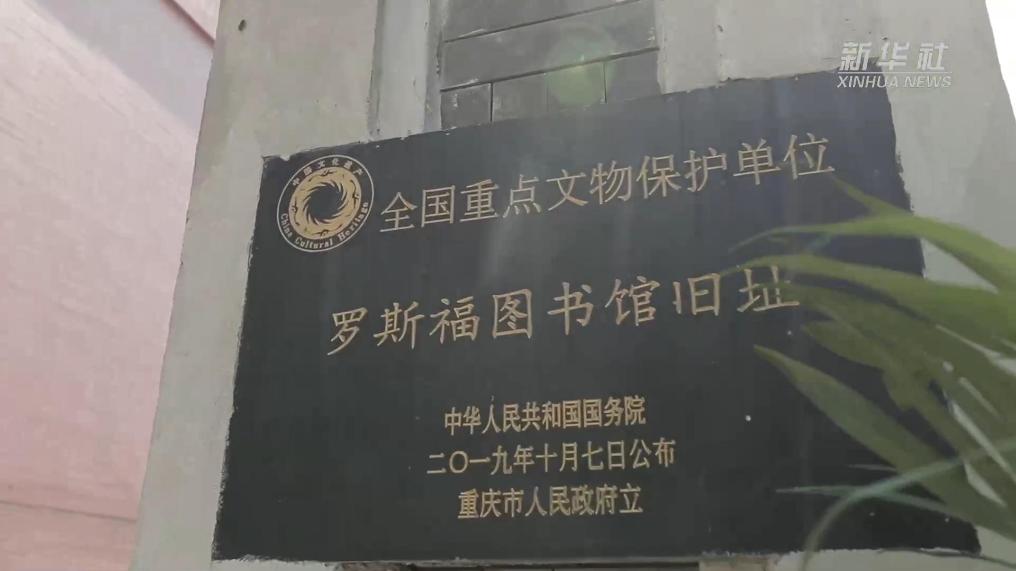 新华社
XINHUA NEWS
中国文化遗产
China Cultural Heritage
全国重点文物保护单位
罗斯福图书馆旧址
中华人民共和国国务院
二〇一九年十月七日公布
重庆市人民政府立